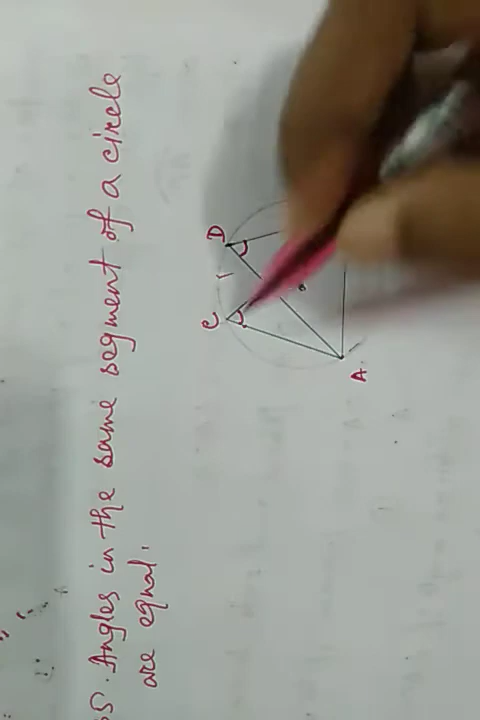 5. Angles in the same segment of a circle
are equal.
D
C
A